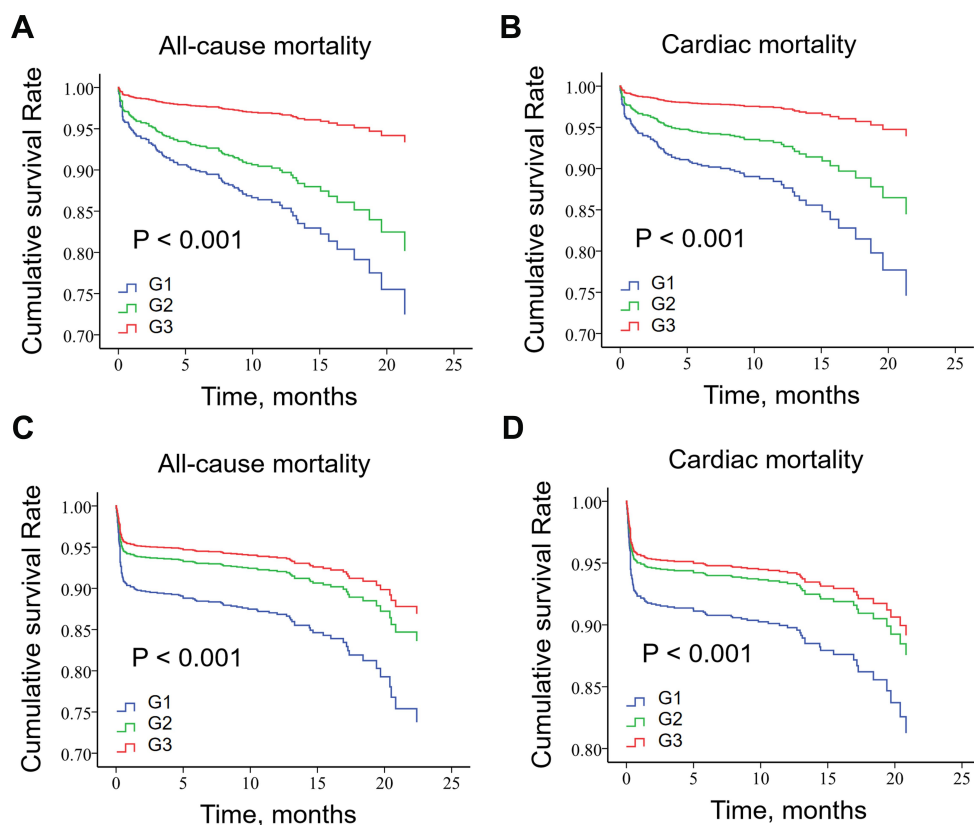 A
All-cause mortality
Cumulative survival Rate
1.00
0.95
0.90
0.85
0.80
0.75
0.70
P < 0.001
G1
G2
G3
0 5 10 15 20 25
Time, months
B
Cardiac mortality
Cumulative survival Rate
1.00
0.95
0.90
0.85
0.80
0.75
0.70
P < 0.001
G1
G2
G3
0 5 10 15 20 25
Time, months
C
All-cause mortality
Cumulative survival Rate
1.00
0.95
0.90
0.85
0.80
0.75
0.70
P < 0.001
G1
G2
G3
0 5 10 15 20 25
Time, months
D
Cardiac mortality
Cumulative survival Rate
1.00
0.95
0.90
0.85
0.80
P < 0.001
G1
G2
G3
0 5 10 15 20 25
Time, months